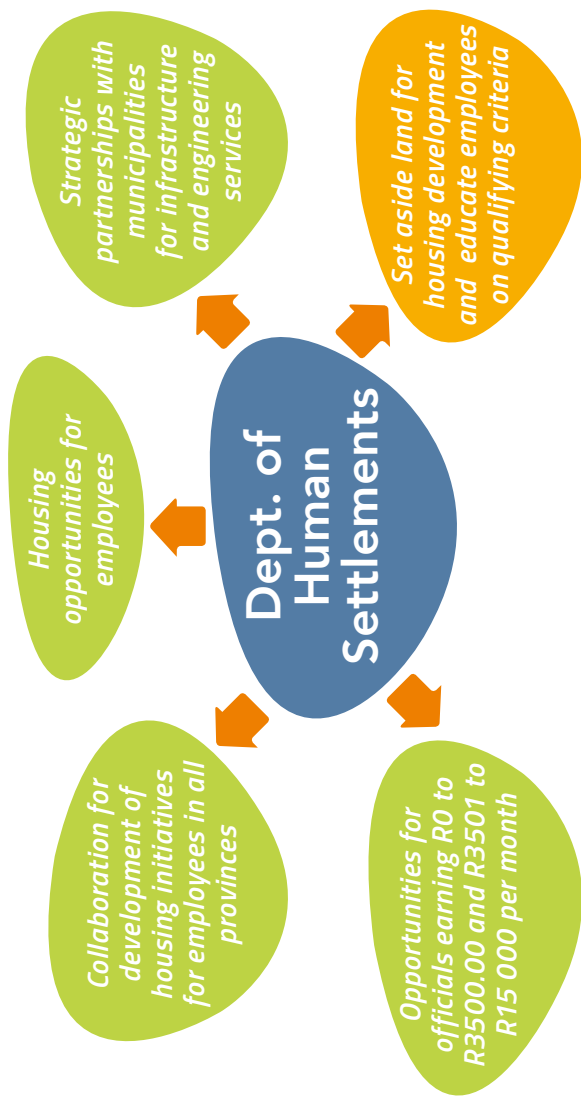 Collaboration for
development of
housing initiatives
for employees in all
provinces
Housing
opportunities for
employees
Strategic
partnerships with
municipalities
for infrastructure
and engineering
services
Dept. of
Human
Settlements
Opportunities for
officials earning R0 to
R3500.00 and R3501 to
R15 000 per month
Set aside land for
housing development
and educate employees
on qualifying criteria